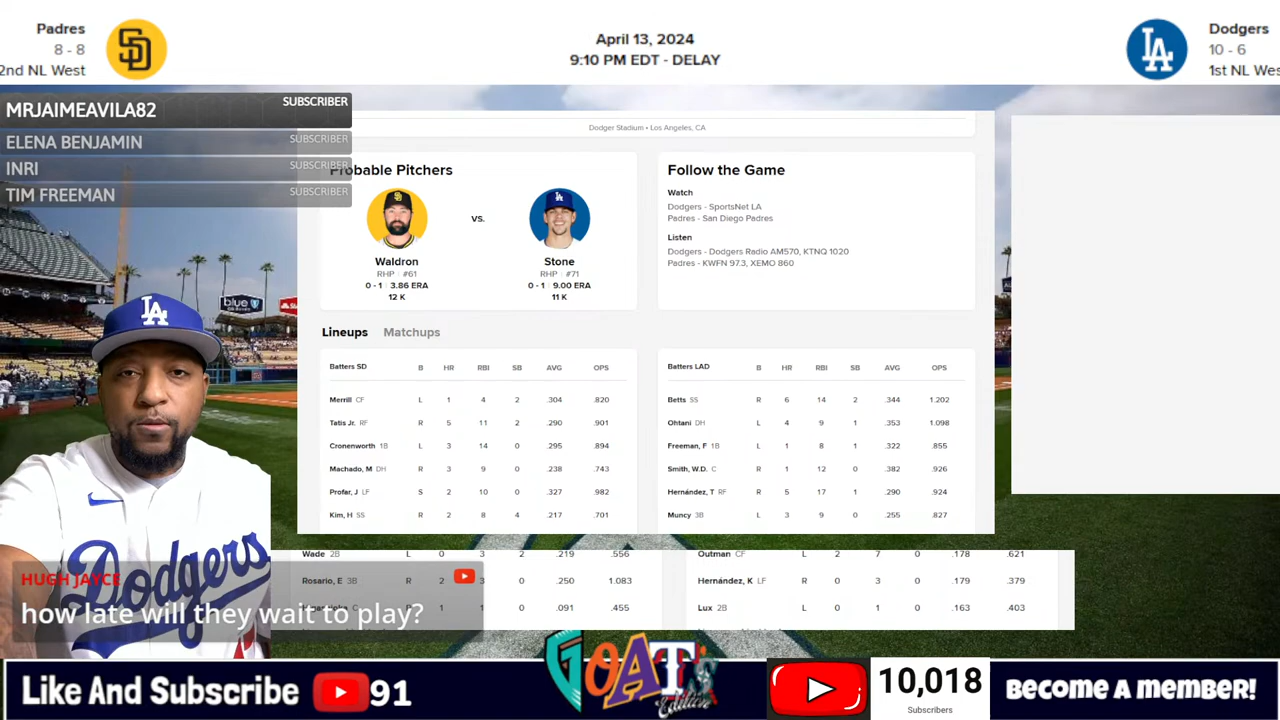 Padres
8 - 8
2nd NL West
SD
April 13, 2024
9:10 PM EDT - DELAY
LA
Dodgers
10 - 6
1st NL Wes
MRJAIMEAVILA82 SUBSCRIBER
ELENA BENJAMIN SUBSCRIBER
INRI SUBSCRIBER
TIM FREEMAN SUBSCRIBER
Dodger Stadium • Los Angeles, CA
Probable Pitchers
VS.
Waldron
RHP #61
0 - 1 3.86 ERA
12 K
Stone
RHP #71
0 - 1 9.00 ERA
11 K
Follow the Game
Watch
Dodgers - SportsNet LA
Padres - San Diego Padres
Listen
Dodgers - Dodgers Radio AM570, KTNQ 1020
Padres - KWFN 97.3, XEMO 860
Lineups Matchups
Batters SD B HR RBI SB AVG OPS
Merrill CF L 1 4 2 .304 .820
Tatis Jr. RF R 5 11 2 .290 .901
Cronenworth 1B L 3 14 0 .295 .894
Machado, M DH R 3 9 0 .238 .743
Profar, J LF S 2 10 0 .327 .982
Kim, H SS R 2 8 4 .217 .701
Wade 2B L 0 3 2 .219 .556
Rosario, E 3B R 2 3 0 .250 1.083
1 0 .091 .455
Batters LAD B HR RBI SB AVG OPS
Betts SS R 6 14 2 .344 1.202
Ohtani DH L 4 9 1 .353 1.098
Freeman, F 1B L 1 8 1 .322 .855
Smith, W.D. C R 1 12 0 .382 .926
Hernández, T RF R 5 17 1 .290 .924
Muncy 3B L 3 9 0 .255 .827
Outman CF L 2 7 0 .178 .621
Hernández, K LF R 0 3 0 .179 .379
Lux 2B L 0 1 0 .163 .403
blue
LA
Dodgers
HUGH JAYCE
how late will they wait to play?
Like And Subscribe 91
GOAT's
Edition
10,018
Subscribers
Become a member!